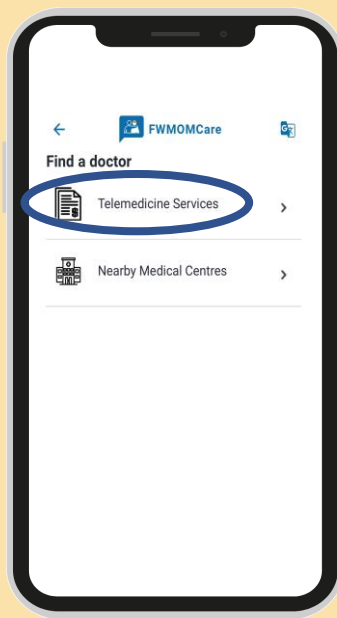 FWMOMCare
Find a doctor
Telemedicine Services
Nearby Medical Centres